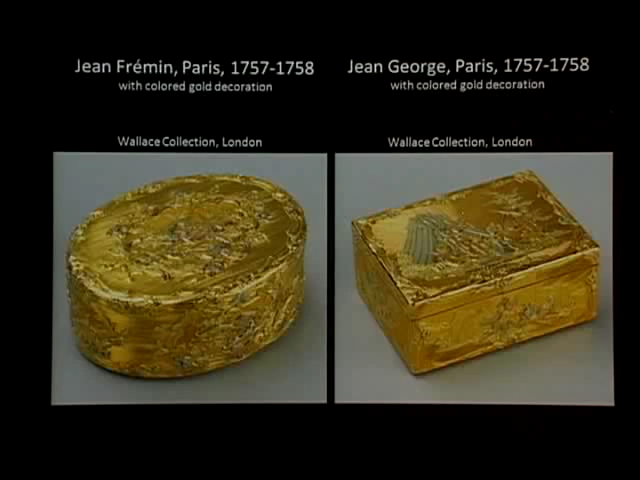 Jean Frémin, Paris, 1757-1758
with colored gold decoration
Wallace Collection, London
Jean George, Paris, 1757-1758
with colored gold decoration
Wallace Collection, London